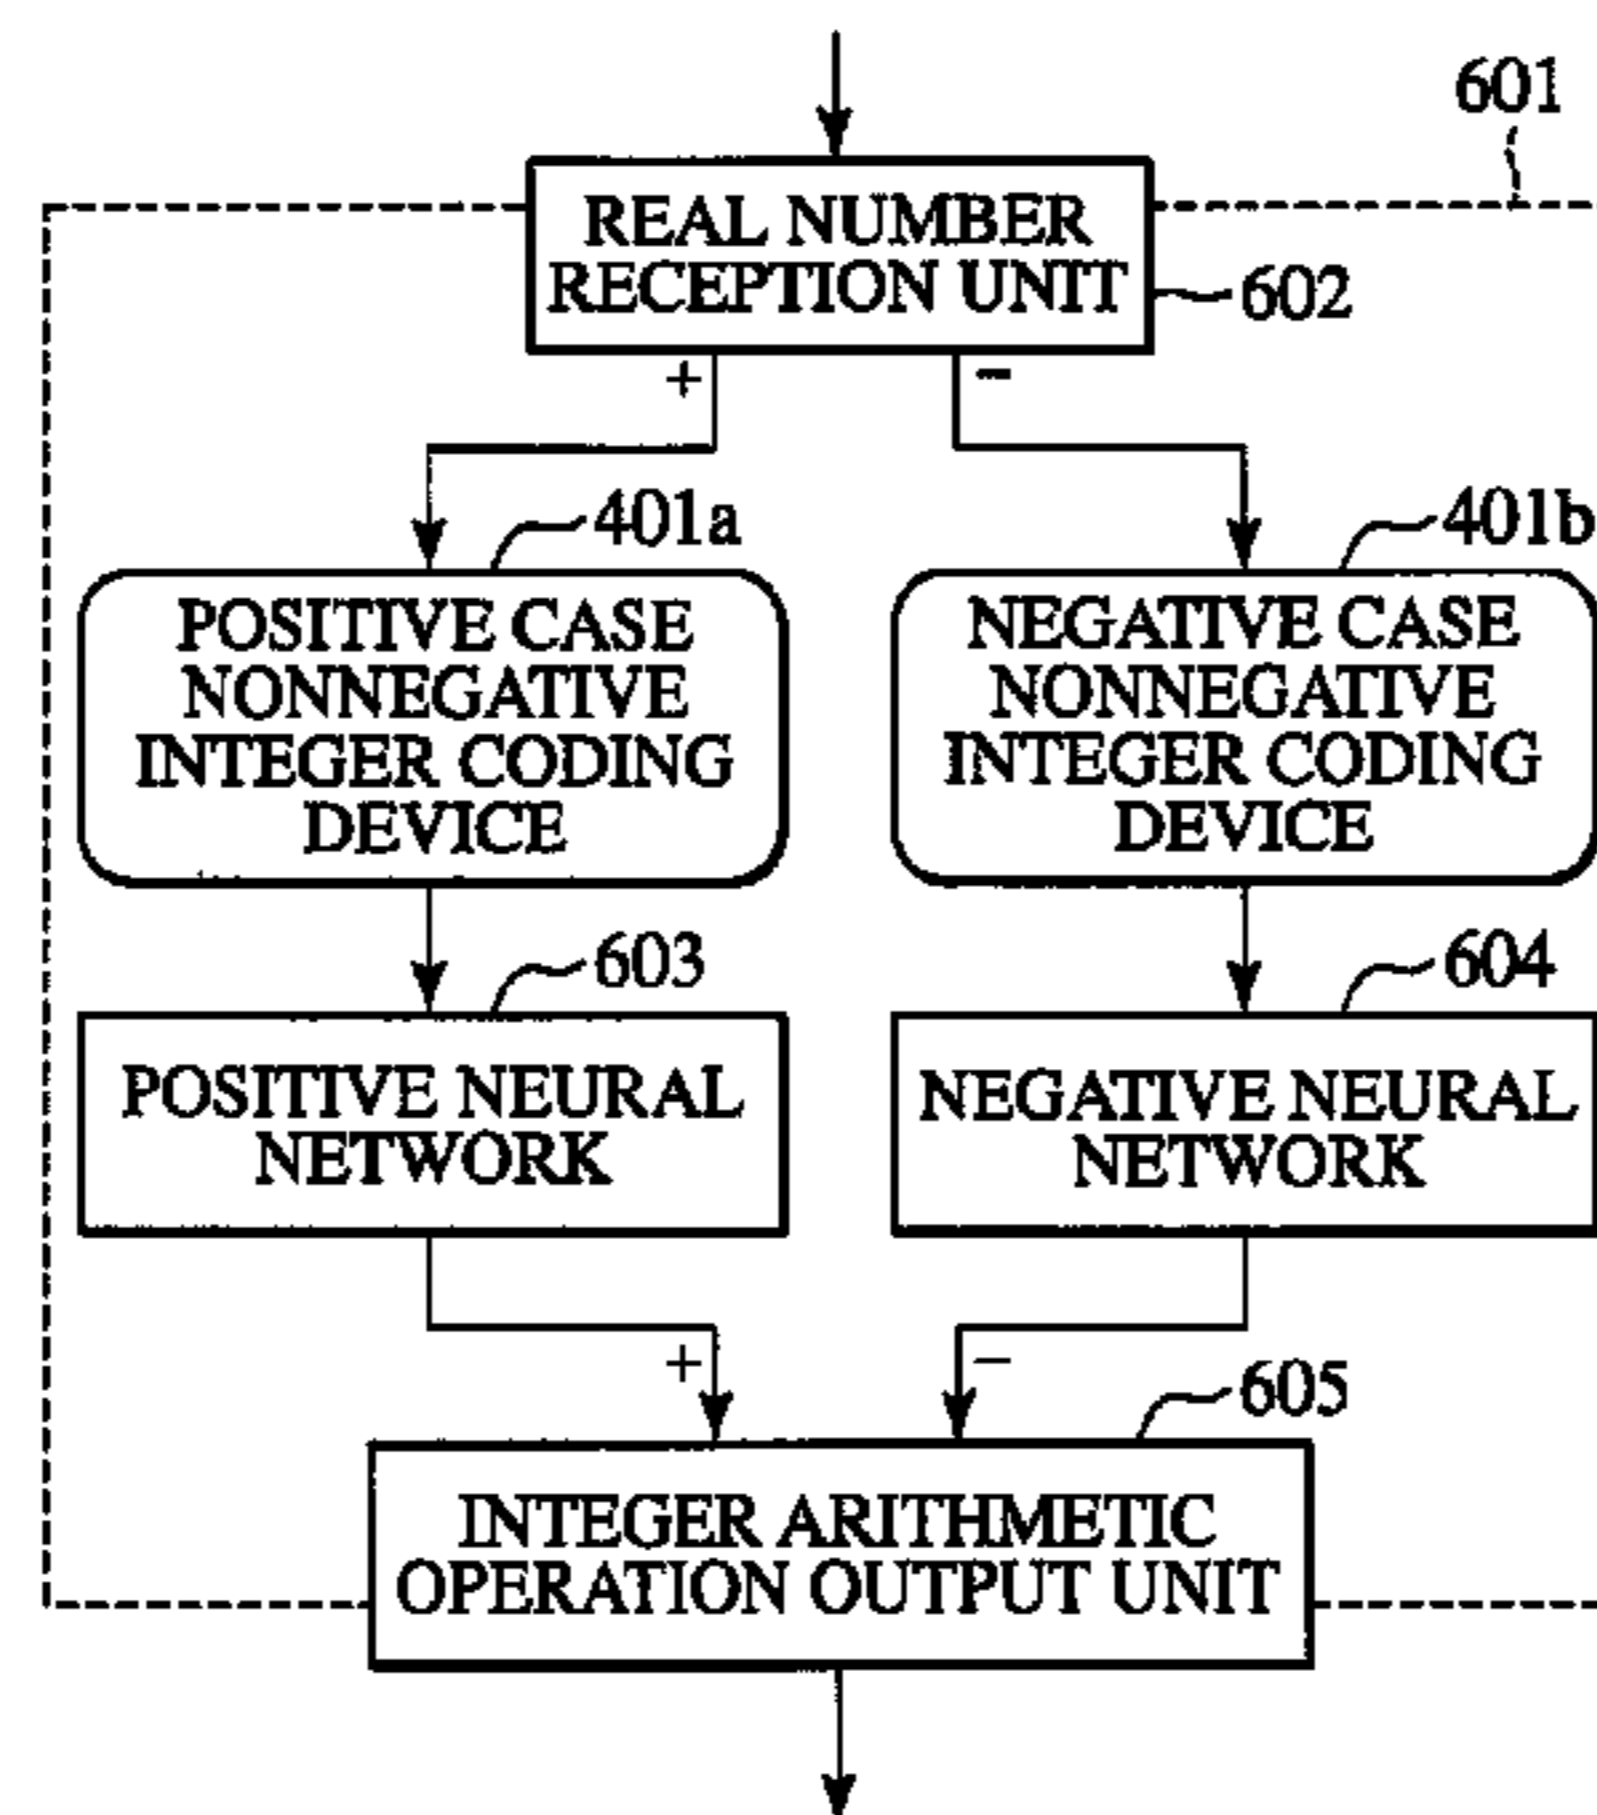 601
REAL NUMBER
RECEPTION UNIT
602
+
-
401a
401b
POSITIVE CASE
NONNEGATIVE
INTEGER CODING
DEVICE
NEGATIVE CASE
NONNEGATIVE
INTEGER CODING
DEVICE
603
604
POSITIVE NEURAL
NETWORK
NEGATIVE NEURAL
NETWORK
+
-
605
INTEGER ARITHMETIC
OPERATION OUTPUT UNIT